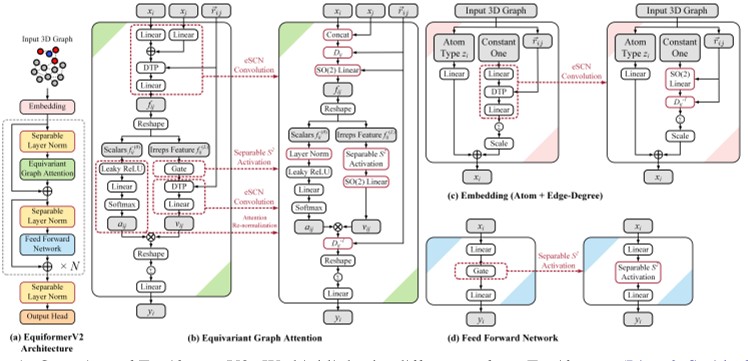 Input 3D Graph
Embedding
Separable
Layer Norm
Equivariant
Graph Attention
Separable
Layer Norm
Feed Forward
Network
× N
Separable
Layer Norm
Output Head
(a) EquiformerV2
Architecture
x_i
x_j
Linear
Linear
DTP
Linear
f_ij
Reshape
Scalars
Irreps Feature
Leaky ReLU
Gate
Linear
DTP
Softmax
Linear
a_ij
v_ij
Reshape
Linear
y_i
eSCN
Convolution
Separable S²
Activation
eSCN
Convolution
Attention
Re-normalization
x_i
x_j
Concat
SO(2) Linear
f_ij
Reshape
Scalars
Irreps Feature
Layer Norm
Separable S²
Activation
Leaky ReLU
SO(2) Linear
Linear
Softmax
a_ij
v_ij
Reshape
Linear
y_i
(b) Equivariant Graph Attention
Input 3D Graph
Atom
Type z_i
Constant
One
Linear
Linear
DTP
Linear
Scale
x_i
eSCN
Convolution
Input 3D Graph
Atom
Type z_i
Constant
One
Linear
SO(2)
Linear
Scale
x_i
(c) Embedding (Atom + Edge-Degree)
x_i
Linear
Gate
Linear
y_i
Separable S²
Activation
x_i
Linear
Separable S²
Activation
Linear
y_i
(d) Feed Forward Network